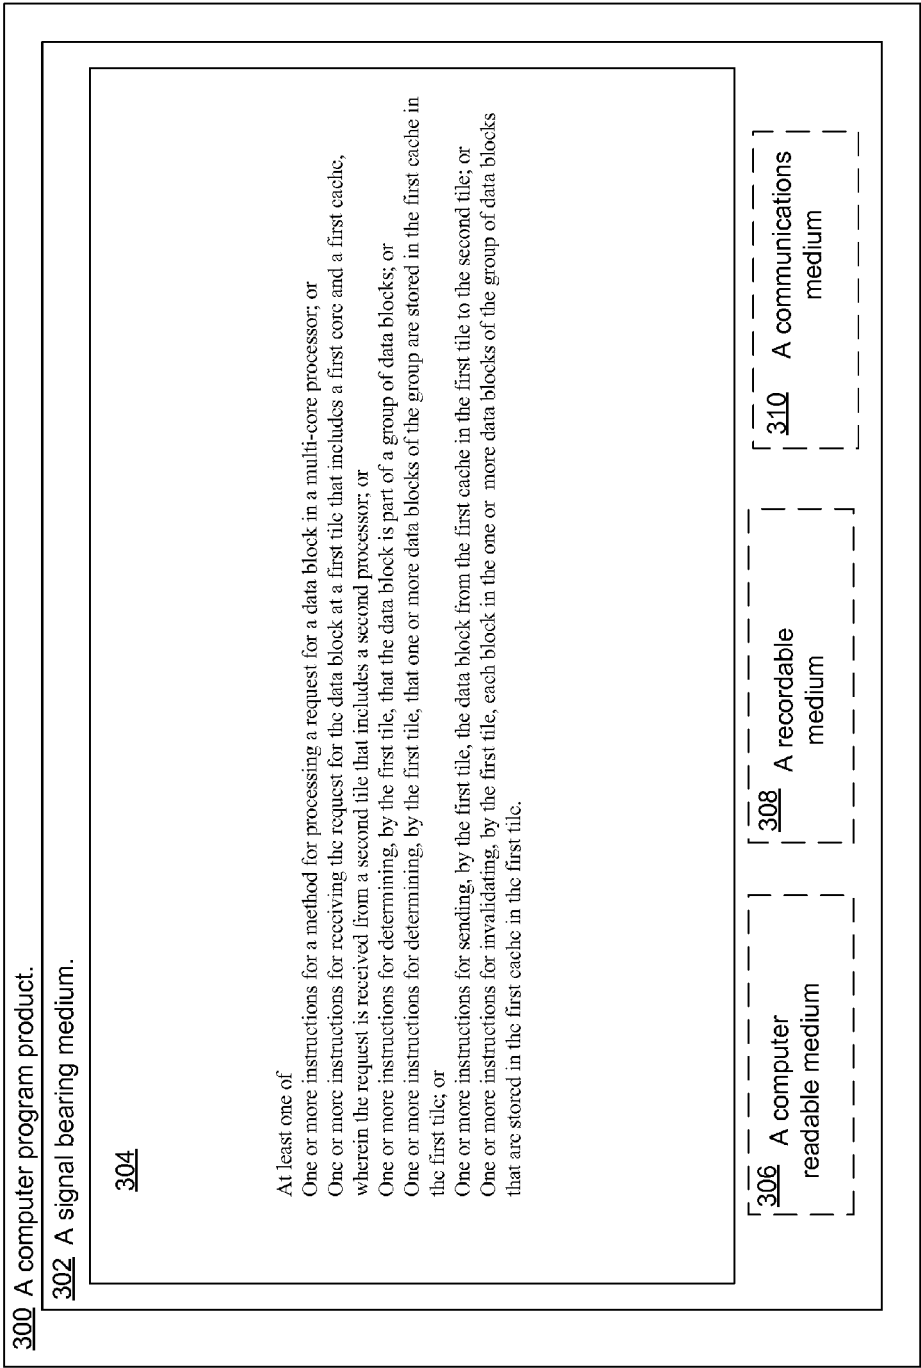 300 A computer program product.
302 A signal bearing medium.
304
At least one of
One or more instructions for a method for processing a request for a data block in a multi-core processor; or
One or more instructions for receiving the request for the data block at a first tile that includes a first core and a first cache,
wherein the request is received from a second tile that includes a second processor; or
One or more instructions for determining, by the first tile, that the data block is part of a group of data blocks; or
One or more instructions for determining, by the first tile, that one or more data blocks of the group are stored in the first cache in
the first tile; or
One or more instructions for sending, by the first tile, the data block from the first cache in the first tile to the second tile; or
One or more instructions for invalidating, by the first tile, each block in the one or more data blocks of the group of data blocks
that are stored in the first cache in the first tile.
306 A computer
readable medium
308 A recordable
medium
310 A communications
medium